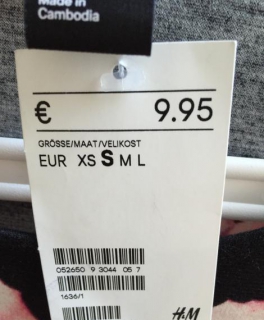 Made in
Cambodia
€ 9.95
GRÖSSE/MAAT/VELIKOST
EUR XS S M L
052650 9 3044 05 7
1636/1
H&M